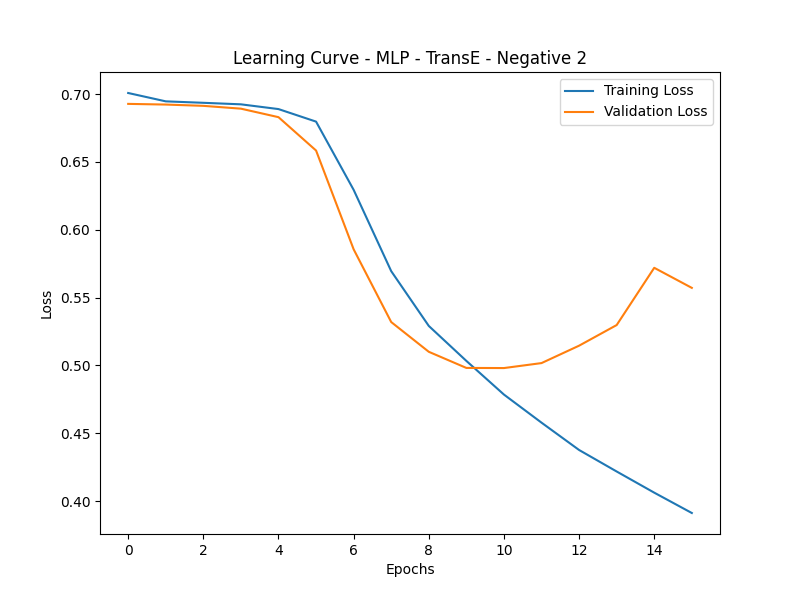 Learning Curve - MLP - TransE - Negative 2
Training Loss
Validation Loss
Loss
0.70
0.65
0.60
0.55
0.50
0.45
0.40
0 2 4 6 8 10 12 14
Epochs